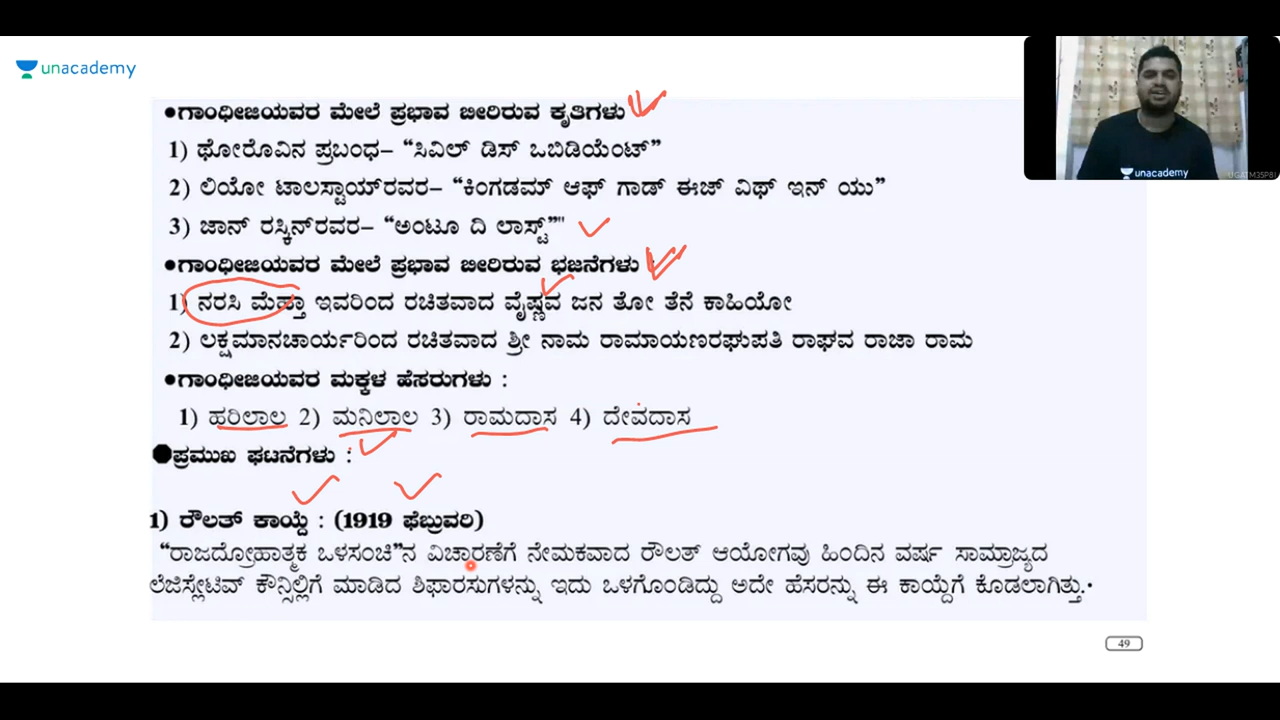 unacademy
●ಗಾಂಧೀಜಿಯವರ ಮೇಲೆ ಪ್ರಭಾವ ಬೀರಿರುವ ಕೃತಿಗಳು
1) ಥೋರೊವಿನ ಪ್ರಬಂಧ– “ಸಿವಿಲ್ ಡಿಸ್ ಒಬಿಡಿಯೆಂಟ್”
2) ಲಿಯೋ ಟಾಲಸ್ಟಾಯ್‌ರವರ– “ಕಿಂಗಡಮ್ ಆಫ್ ಗಾಡ್ ಈಜ್ ವಿಥ್ ಇನ್ ಯು”
3) ಜಾನ್ ರಸ್ಕಿನ್‌ರವರ– “ಅಂಟೂ ದಿ ಲಾಸ್ಟ್”"
●ಗಾಂಧೀಜಿಯವರ ಮೇಲೆ ಪ್ರಭಾವ ಬೀರಿರುವ ಭಜನೆಗಳು :
1) ನರಸಿ ಮೆಹ್ತಾ ಇವರಿಂದ ರಚಿತವಾದ ವೈಷ್ಣವ ಜನ ತೋ ತೆನೆ ಕಾಹಿಯೋ
2) ಲಕ್ಷಮಾನಚಾರ್ಯರಿಂದ ರಚಿತವಾದ ಶ್ರೀ ನಾಮ ರಾಮಾಯಣರಘುಪತಿ ರಾಘವ ರಾಜಾ ರಾಮ
●ಗಾಂಧೀಜಿಯವರ ಮಕ್ಕಳ ಹೆಸರುಗಳು :
1) ಹರಿಲಾಲ 2) ಮನಿಲಾಲ 3) ರಾಮದಾಸ 4) ದೇವದಾಸ
●ಪ್ರಮುಖ ಘಟನೆಗಳು :
1) ರೌಲತ್ ಕಾಯ್ದೆ : (1919 ಫೆಬ್ರುವರಿ)
“ರಾಜದ್ರೋಹಾತ್ಮಕ ಒಳಸಂಚಿ”ನ ವಿಚಾರಣೆಗೆ ನೇಮಕವಾದ ರೌಲತ್ ಆಯೋಗವು ಹಿಂದಿನ ವರ್ಷ ಸಾಮ್ರಾಜ್ಯದ
ಲೆಜಿಸ್ಲೇಟಿವ್ ಕೌನ್ಸಿಲ್ಲಿಗೆ ಮಾಡಿದ ಶಿಫಾರಸುಗಳನ್ನು ಇದು ಒಳಗೊಂಡಿದ್ದು ಅದೇ ಹೆಸರನ್ನು ಈ ಕಾಯ್ದೆಗೆ ಕೊಡಲಾಗಿತ್ತು.
49
unacademy
UGATM35P8I